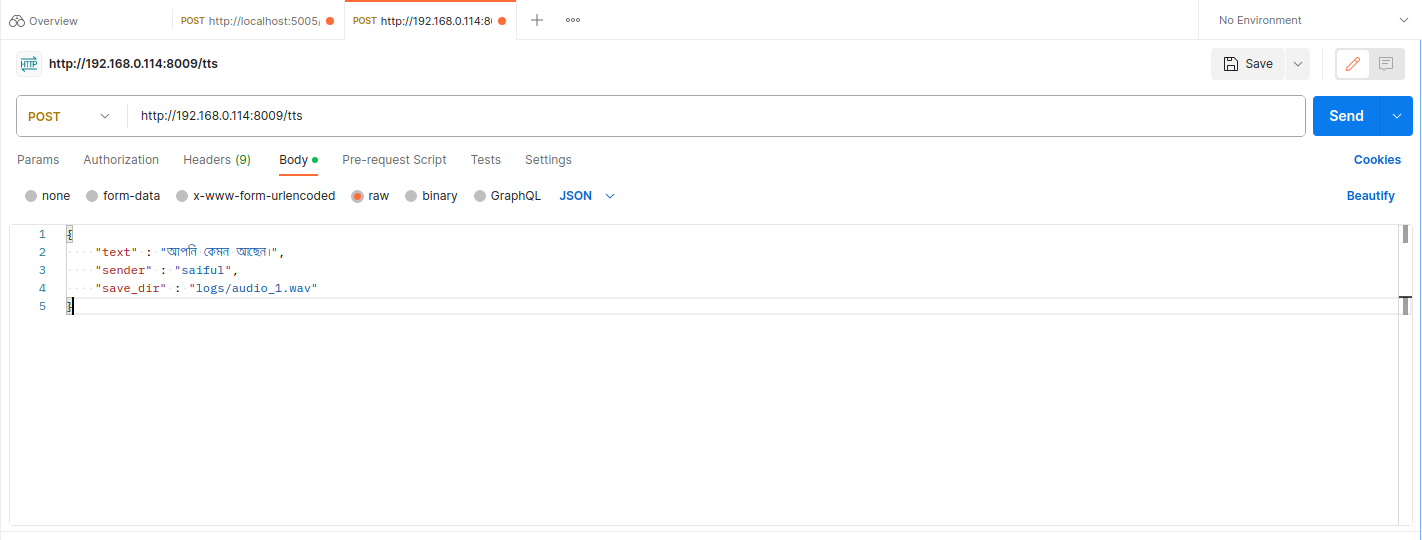 Overview POST http://localhost:5005/ POST http://192.168.0.114:8 No Environment
HTTP http://192.168.0.114:8009/tts Save
POST http://192.168.0.114:8009/tts Send
Params Authorization Headers (9) Body Pre-request Script Tests Settings Cookies
none form-data x-www-form-urlencoded raw binary GraphQL JSON Beautify
1 {
2 "text" : "আপনি কেমন আছেন।",
3 "sender" : "saiful",
4 "save_dir" : "logs/audio_1.wav"
5 }